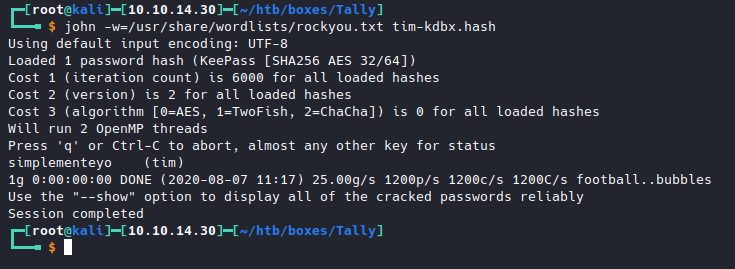 ┌─[root@kali]─[10.10.14.30]─[~/htb/boxes/Tally]
└──╼ $ john -w=/usr/share/wordlists/rockyou.txt tim-kdbx.hash
Using default input encoding: UTF-8
Loaded 1 password hash (KeePass [SHA256 AES 32/64])
Cost 1 (iteration count) is 6000 for all loaded hashes
Cost 2 (version) is 2 for all loaded hashes
Cost 3 (algorithm [0=AES, 1=TwoFish, 2=ChaCha]) is 0 for all loaded hashes
Will run 2 OpenMP threads
Press 'q' or Ctrl-C to abort, almost any other key for status
simplementeyo    (tim)
1g 0:00:00:00 DONE (2020-08-07 11:17) 25.00g/s 1200p/s 1200c/s 1200C/s football..bubbles
Use the "--show" option to display all of the cracked passwords reliably
Session completed
┌─[root@kali]─[10.10.14.30]─[~/htb/boxes/Tally]
└──╼ $